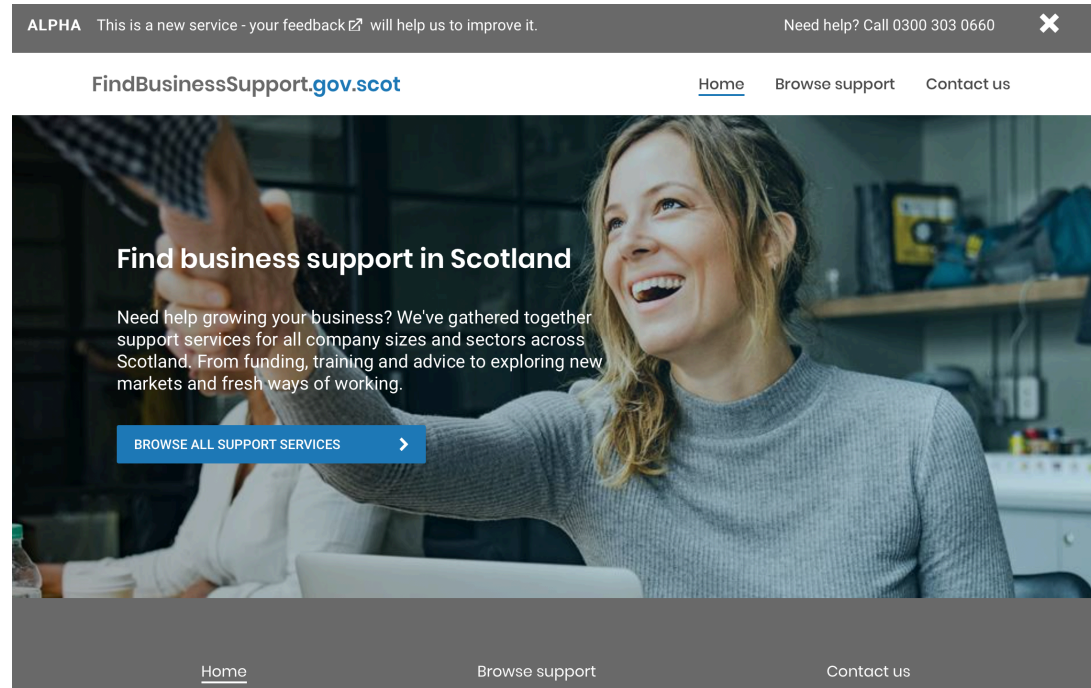 ALPHA This is a new service - your feedback will help us to improve it. Need help? Call 0300 303 0660
FindBusinessSupport.gov.scot Home Browse support Contact us
Find business support in Scotland
Need help growing your business? We've gathered together
support services for all company sizes and sectors across
Scotland. From funding, training and advice to exploring new
markets and fresh ways of working.
BROWSE ALL SUPPORT SERVICES
Home Browse support Contact us